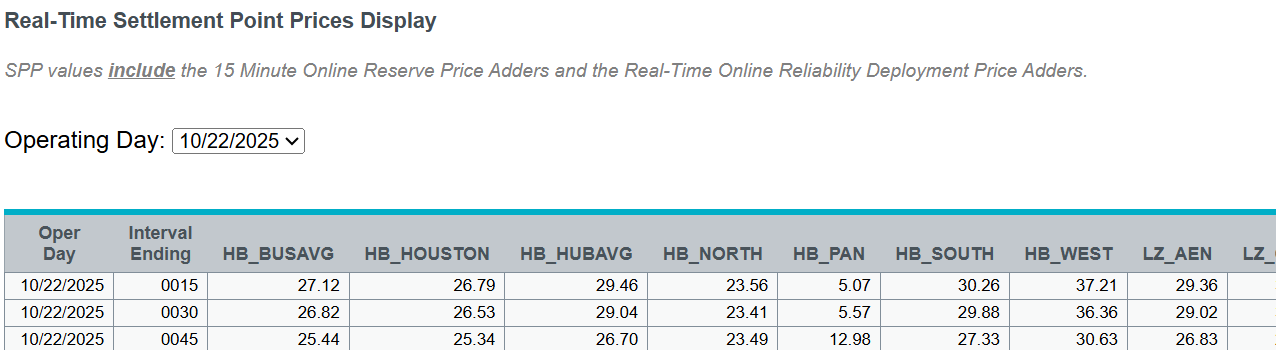 Real-Time Settlement Point Prices Display
SPP values include the 15 Minute Online Reserve Price Adders and the Real-Time Online Reliability Deployment Price Adders.
Operating Day: 10/22/2025
Oper Day Interval Ending HB_BUSAVG HB_HOUSTON HB_HUBAVG HB_NORTH HB_PAN HB_SOUTH HB_WEST LZ_AEN
10/22/2025 0015 27.12 26.79 29.46 23.56 5.07 30.26 37.21 29.36
10/22/2025 0030 26.82 26.53 29.04 23.41 5.57 29.88 36.36 29.02
10/22/2025 0045 25.44 25.34 26.70 23.49 12.98 27.33 30.63 26.83